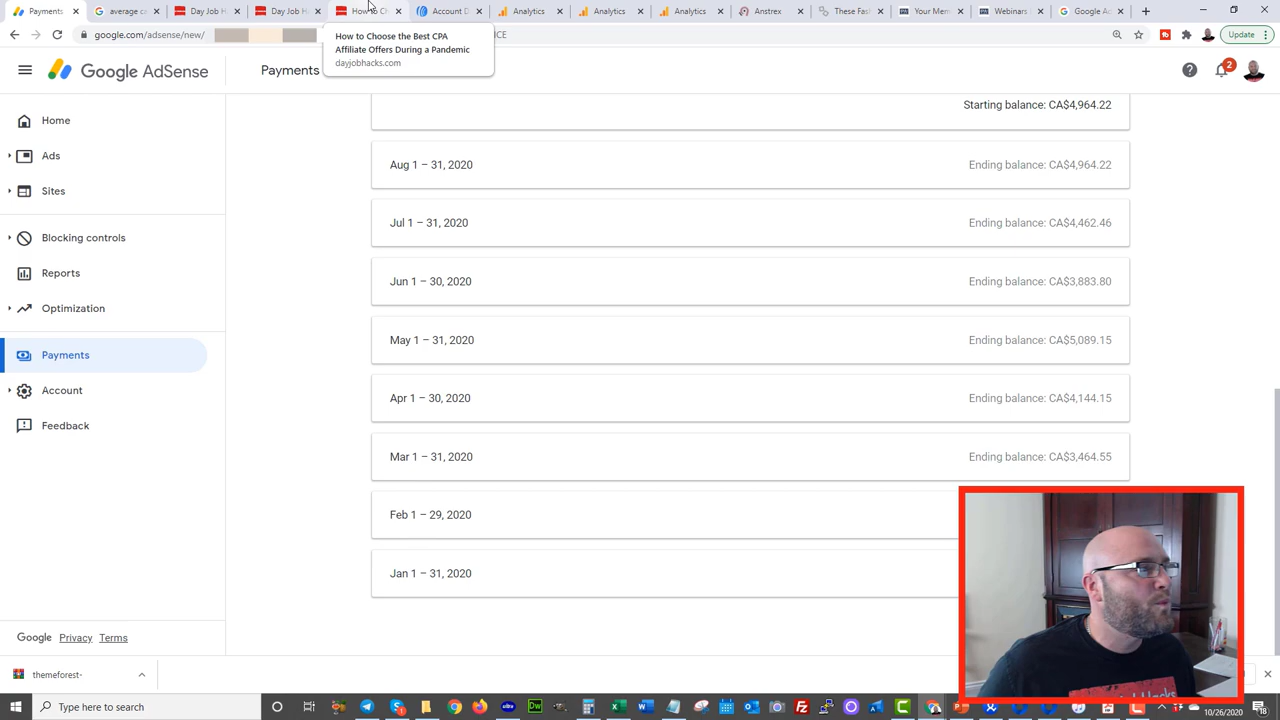 Payments
average ce
Day Job H
Day Job H
How to Ch
Account D
Analytics
Analytics
Analytics
Anstrex
These Fas
Your Mem
Webinars
Google Ac
google.com/adsense/new/
CE
Update
How to Choose the Best CPA
Affiliate Offers During a Pandemic
dayjobhacks.com
Google AdSense
Payments
2
Home
Ads
Sites
Blocking controls
Reports
Optimization
Payments
Account
Feedback
Starting balance: CA$4,964.22
Aug 1 – 31, 2020 Ending balance: CA$4,964.22
Jul 1 – 31, 2020 Ending balance: CA$4,462.46
Jun 1 – 30, 2020 Ending balance: CA$3,883.80
May 1 – 31, 2020 Ending balance: CA$5,089.15
Apr 1 – 30, 2020 Ending balance: CA$4,144.15
Mar 1 – 31, 2020 Ending balance: CA$3,464.55
Feb 1 – 29, 2020
Jan 1 – 31, 2020
Google Privacy Terms
themeforest-
Type here to search
10/26/2020
18